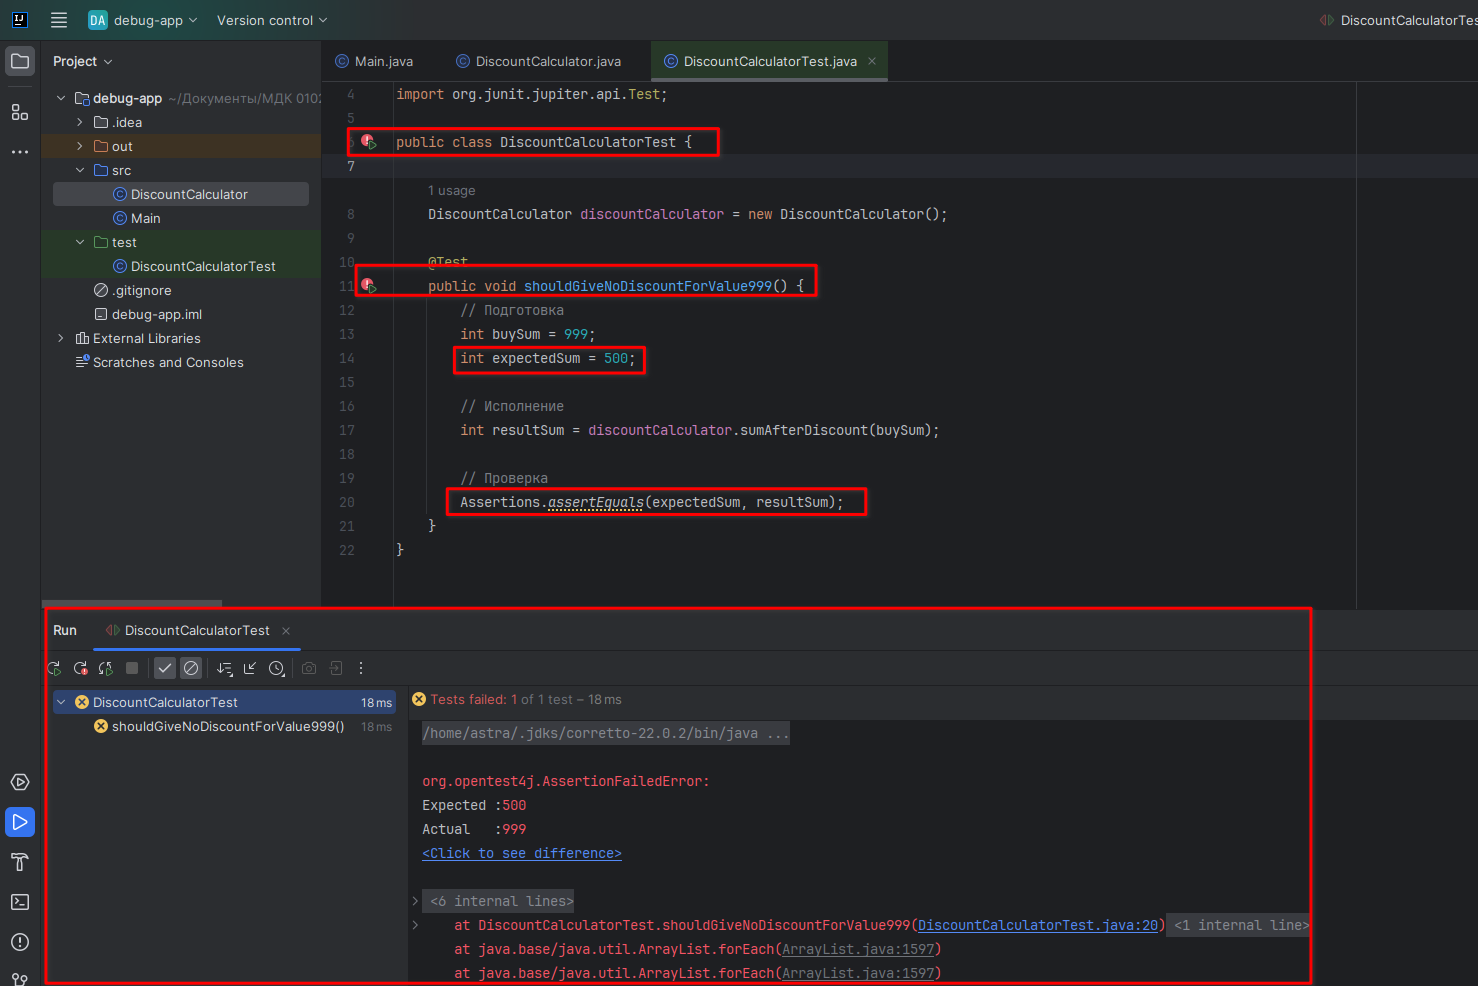 IJ
DA debug-app Version control DiscountCalculatorTes
Project
Main.java DiscountCalculator.java DiscountCalculatorTest.java
debug-app ~/Документы/МДК 0102
.idea
out
src
DiscountCalculator
Main
test
DiscountCalculatorTest
.gitignore
debug-app.iml
External Libraries
Scratches and Consoles
4 import org.junit.jupiter.api.Test;
5
public class DiscountCalculatorTest {
7
1 usage
8 DiscountCalculator discountCalculator = new DiscountCalculator();
9
10 @Test
11 public void shouldGiveNoDiscountForValue999() {
12 // Подготовка
13 int buySum = 999;
14 int expectedSum = 500;
15
16 // Исполнение
17 int resultSum = discountCalculator.sumAfterDiscount(buySum);
18
19 // Проверка
20 Assertions.assertEquals(expectedSum, resultSum);
21 }
22 }
Run DiscountCalculatorTest
DiscountCalculatorTest 18 ms
shouldGiveNoDiscountForValue999() 18 ms
Tests failed: 1 of 1 test – 18 ms
/home/astra/.jdks/corretto-22.0.2/bin/java ...
org.opentest4j.AssertionFailedError:
Expected :500
Actual :999
<Click to see difference>
<6 internal lines>
at DiscountCalculatorTest.shouldGiveNoDiscountForValue999(DiscountCalculatorTest.java:20) <1 internal line>
at java.base/java.util.ArrayList.forEach(ArrayList.java:1597)
at java.base/java.util.ArrayList.forEach(ArrayList.java:1597)